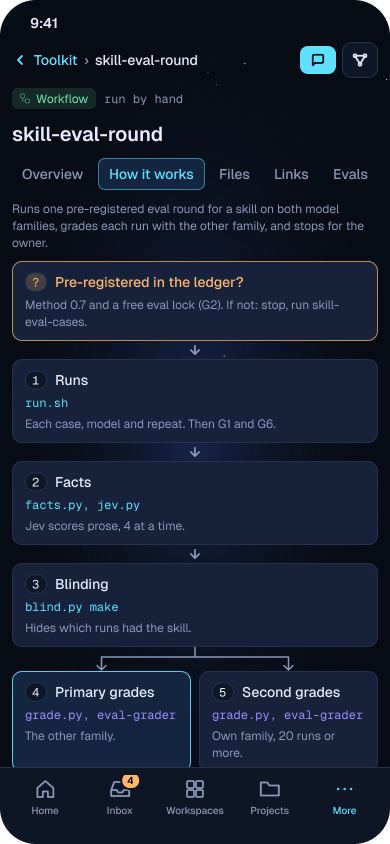 9:41
Toolkit › skill-eval-round
Workflow run by hand
skill-eval-round
Overview How it works Files Links Evals
Runs one pre-registered eval round for a skill on both model
families, grades each run with the other family, and stops for the
owner.
? Pre-registered in the ledger?
Method 0.7 and a free eval lock (G2). If not: stop, run skill-
eval-cases.
1 Runs
run.sh
Each case, model and repeat. Then G1 and G6.
2 Facts
facts.py, jev.py
Jev scores prose, 4 at a time.
3 Blinding
blind.py make
Hides which runs had the skill.
4 Primary grades
grade.py, eval-grader
The other family.
5 Second grades
grade.py, eval-grader
Own family, 20 runs or
more.
4
Home Inbox Workspaces Projects More